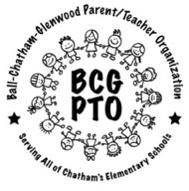 Ball-Chatham-Glenwood Parent/Teacher Organization
BCG
PTO
Serving All of Chatham's Elementary Schools